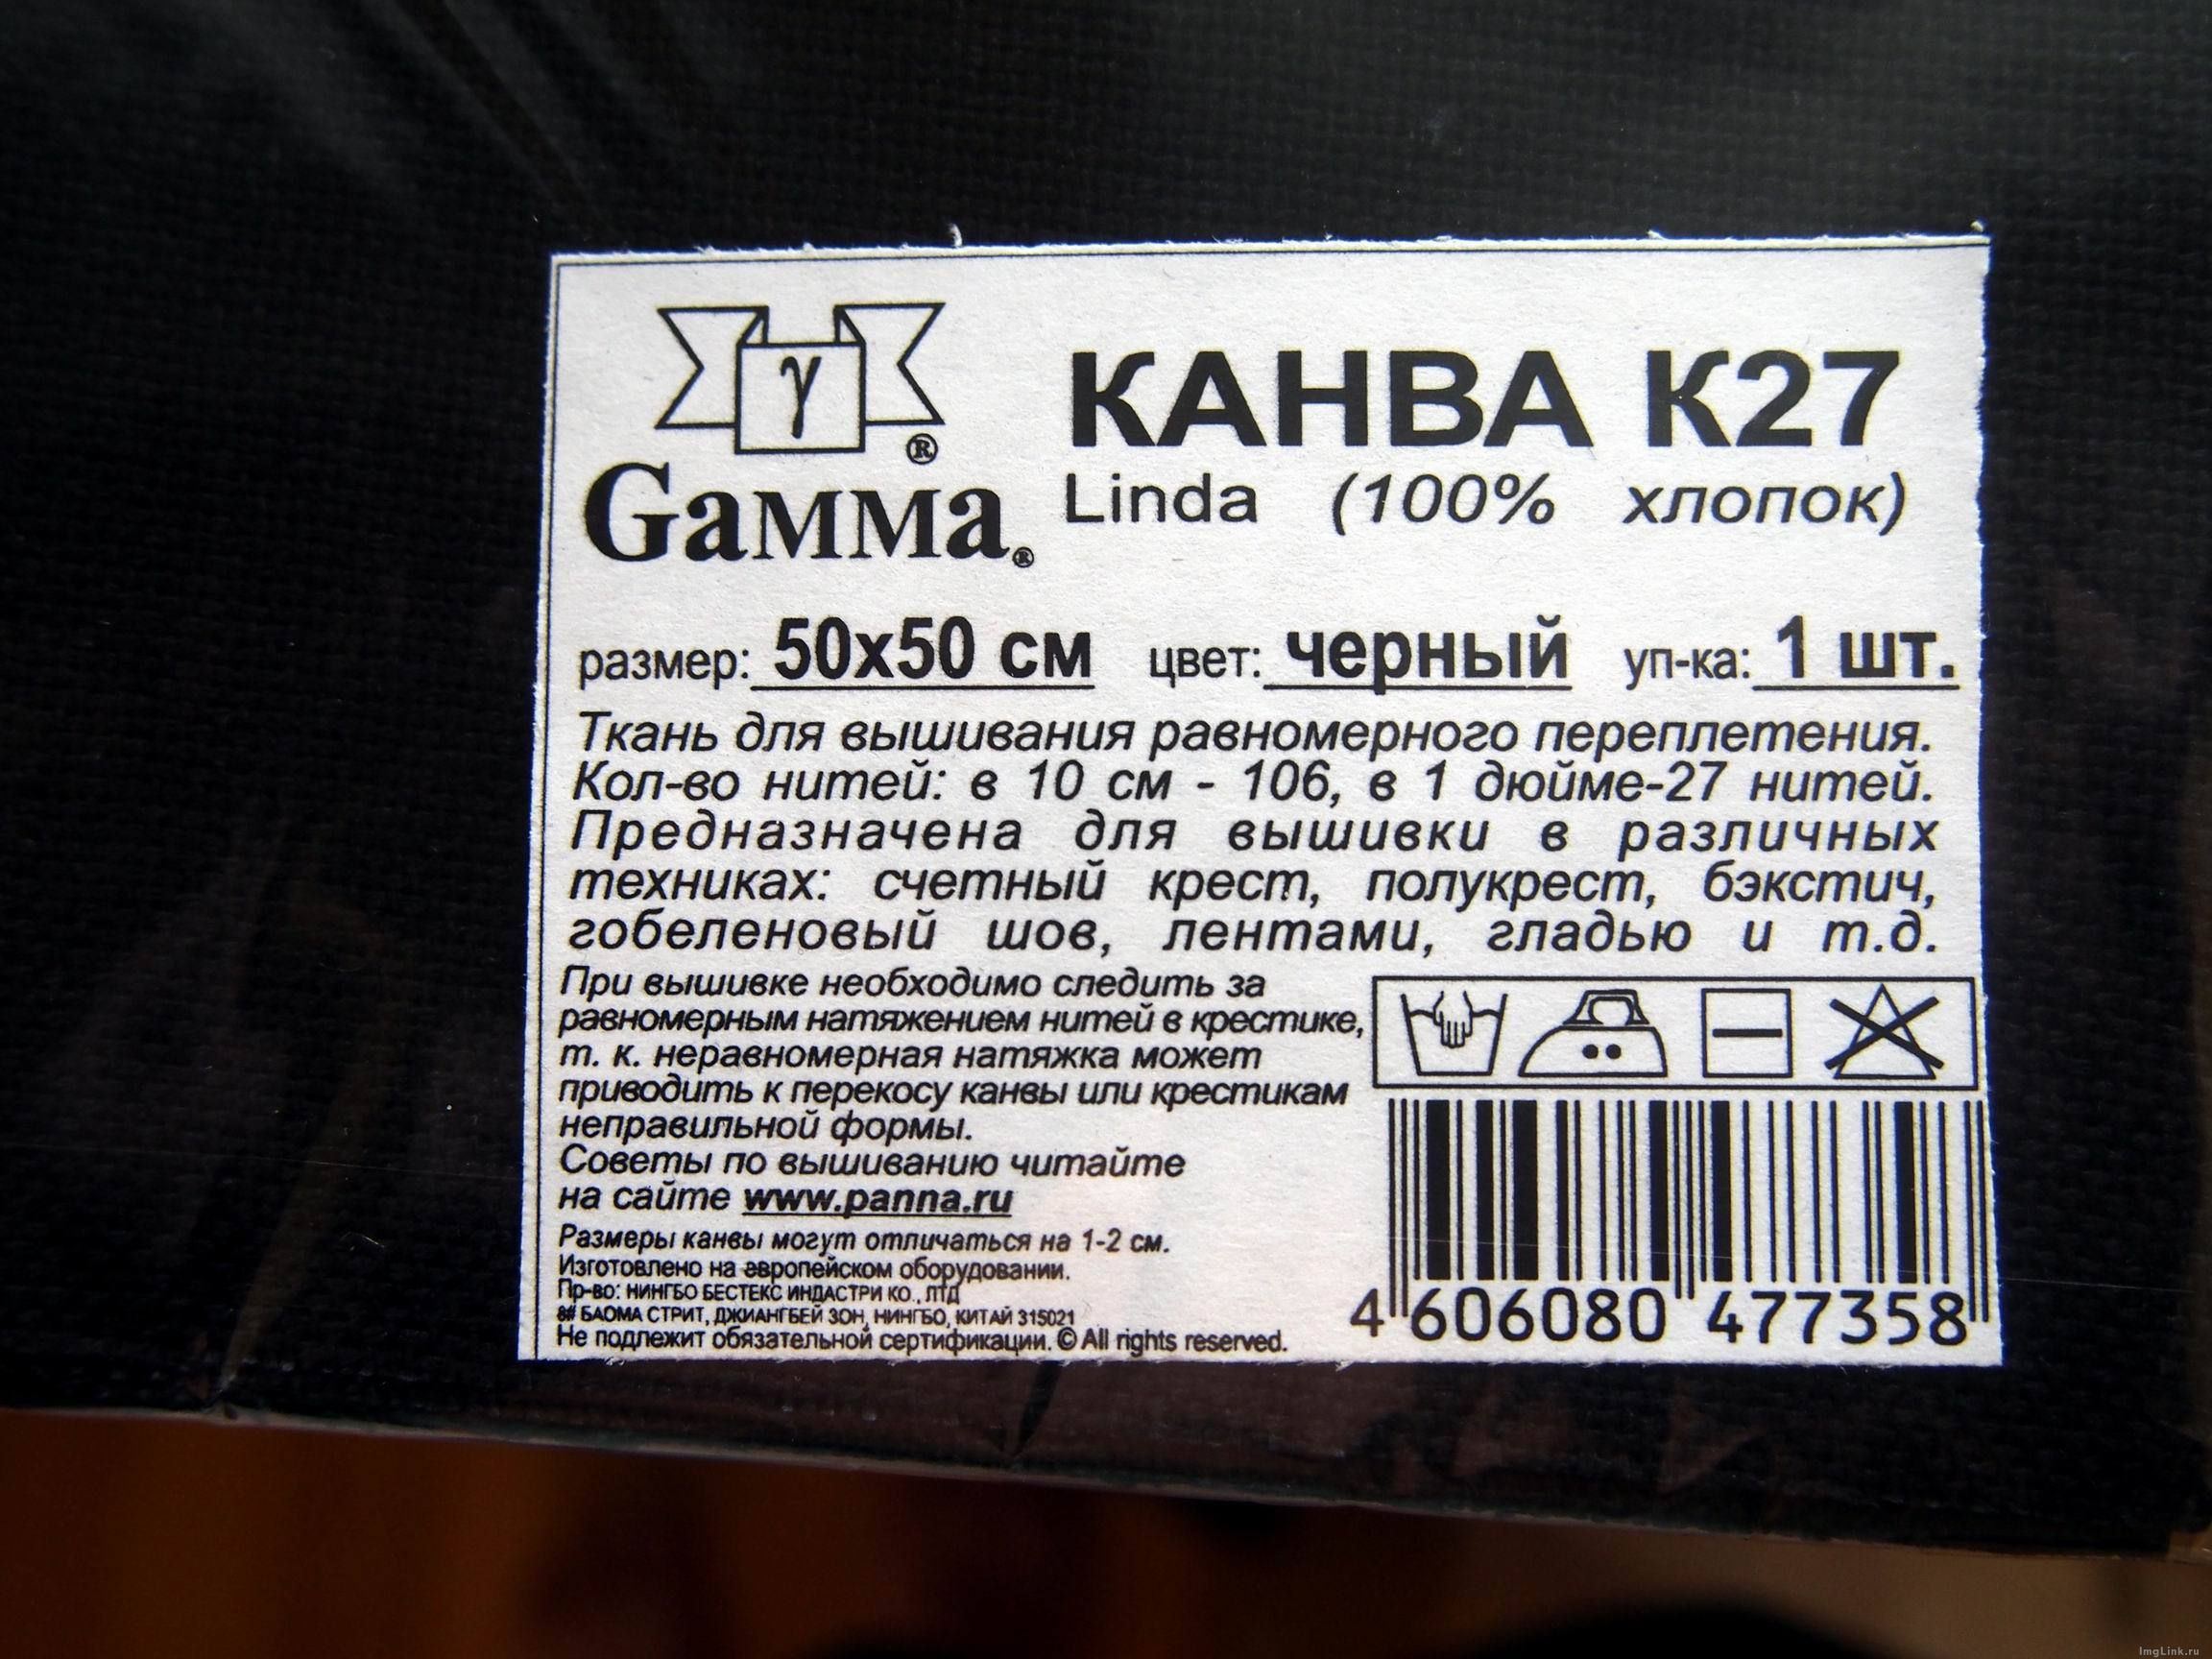 γ
®
Gамма®
КАНВА К27
Linda (100% хлопок)
размер: 50x50 см цвет: черный уп-ка: 1 шт.
Ткань для вышивания равномерного переплетения.
Кол-во нитей: в 10 см - 106, в 1 дюйме-27 нитей.
Предназначена для вышивки в различных
техниках: счетный крест, полукрест, бэкстич,
гобеленовый шов, лентами, гладью и т.д.
При вышивке необходимо следить за
равномерным натяжением нитей в крестике,
т. к. неравномерная натяжка может
приводить к перекосу канвы или крестикам
неправильной формы.
Советы по вышиванию читайте
на сайте www.panna.ru
Размеры канвы могут отличаться на 1-2 см.
Изготовлено на европейском оборудовании.
Пр-во: НИНГБО БЕСТЕКС ИНДАСТРИ КО., ЛТД
8# БАОМА СТРИТ, ДЖИАНГБЕЙ ЗОН, НИНГБО, КИТАЙ 315021
Не подлежит обязательной сертификации. © All rights reserved.
4 606080 477358
ImgLink.ru